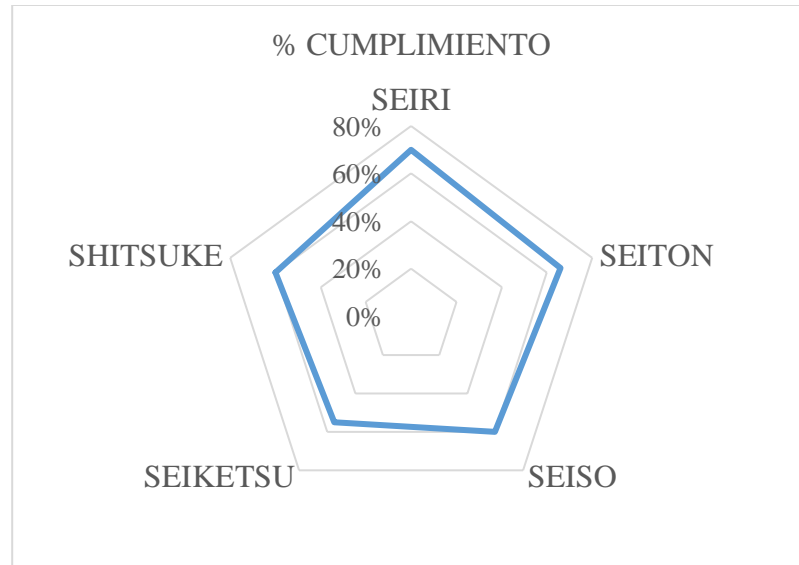 % CUMPLIMIENTO
SEIRI
80%
60%
40%
20%
0%
SEITON
SEISO
SEIKETSU
SHITSUKE